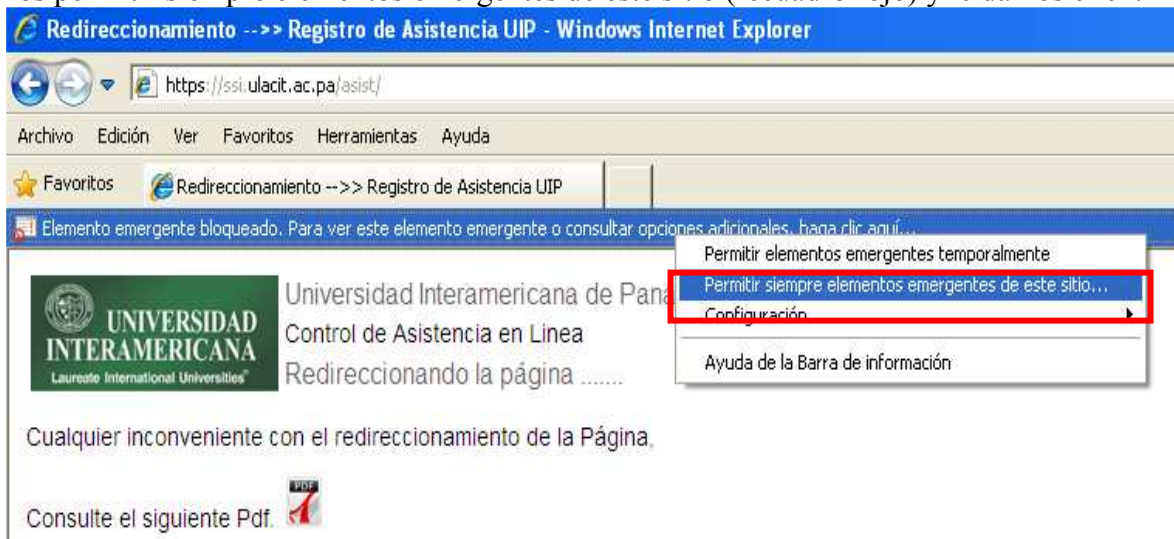 Redireccionamiento -->> Registro de Asistencia UIP - Windows Internet Explorer
https://ssi.ulacit.ac.pa/asist/
Archivo Edición Ver Favoritos Herramientas Ayuda
Favoritos Redireccionamiento -->> Registro de Asistencia UIP
Elemento emergente bloqueado. Para ver este elemento emergente o consultar opciones adicionales, haga clic aquí...
Permitir elementos emergentes temporalmente
Permitir siempre elementos emergentes de este sitio...
Configuración
Ayuda de la Barra de información
UNIVERSIDAD
INTERAMERICANA
Laureate International Universities®
Universidad Interamericana de Pana
Control de Asistencia en Linea
Redireccionando la página .......
Cualquier inconveniente con el redireccionamiento de la Página,
Consulte el siguiente Pdf.
PDF